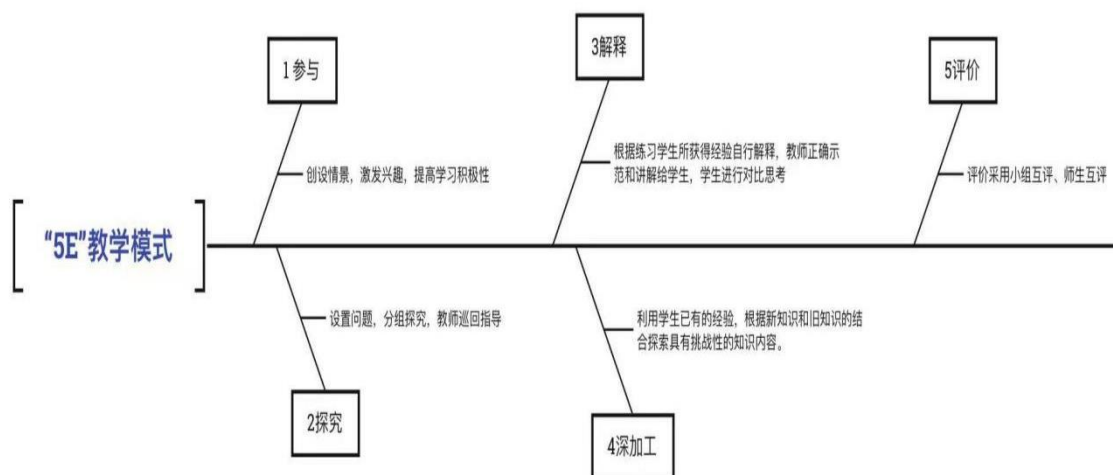 “5E”教学模式
1参与
创设情景，激发兴趣，提高学习积极性
2探究
设置问题，分组探究，教师巡回指导
3解释
根据练习学生所获得经验自行解释，教师正确示
范和讲解给学生，学生进行对比思考
4深加工
利用学生已有的经验，根据新知识和旧知识的结
合探索具有挑战性的知识内容。
5评价
评价采用小组互评、师生互评